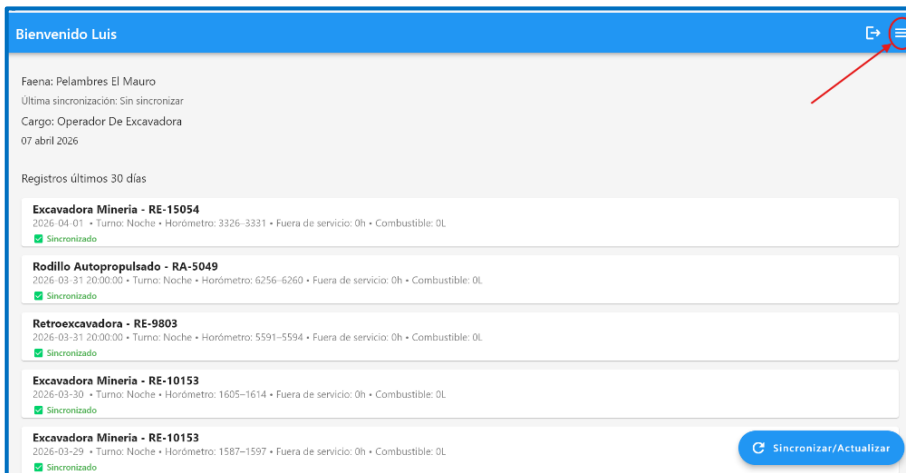 Bienvenido Luis
Faena: Pelambres El Mauro
Última sincronización: Sin sincronizar
Cargo: Operador De Excavadora
07 abril 2026
Registros últimos 30 días
Excavadora Mineria - RE-15054
2026-04-01 • Turno: Noche • Horómetro: 3326–3331 • Fuera de servicio: 0h • Combustible: 0L
Sincronizado
Rodillo Autopropulsado - RA-5049
2026-03-31 20:00:00 • Turno: Noche • Horómetro: 6256–6260 • Fuera de servicio: 0h • Combustible: 0L
Sincronizado
Retroexcavadora - RE-9803
2026-03-31 20:00:00 • Turno: Noche • Horómetro: 5591–5594 • Fuera de servicio: 0h • Combustible: 0L
Sincronizado
Excavadora Mineria - RE-10153
2026-03-30 • Turno: Noche • Horómetro: 1605–1614 • Fuera de servicio: 0h • Combustible: 0L
Sincronizado
Excavadora Mineria - RE-10153
2026-03-29 • Turno: Noche • Horómetro: 1587–1597 • Fuera de servicio: 0h • Combustible: 0L
Sincronizado
Sincronizar/Actualizar